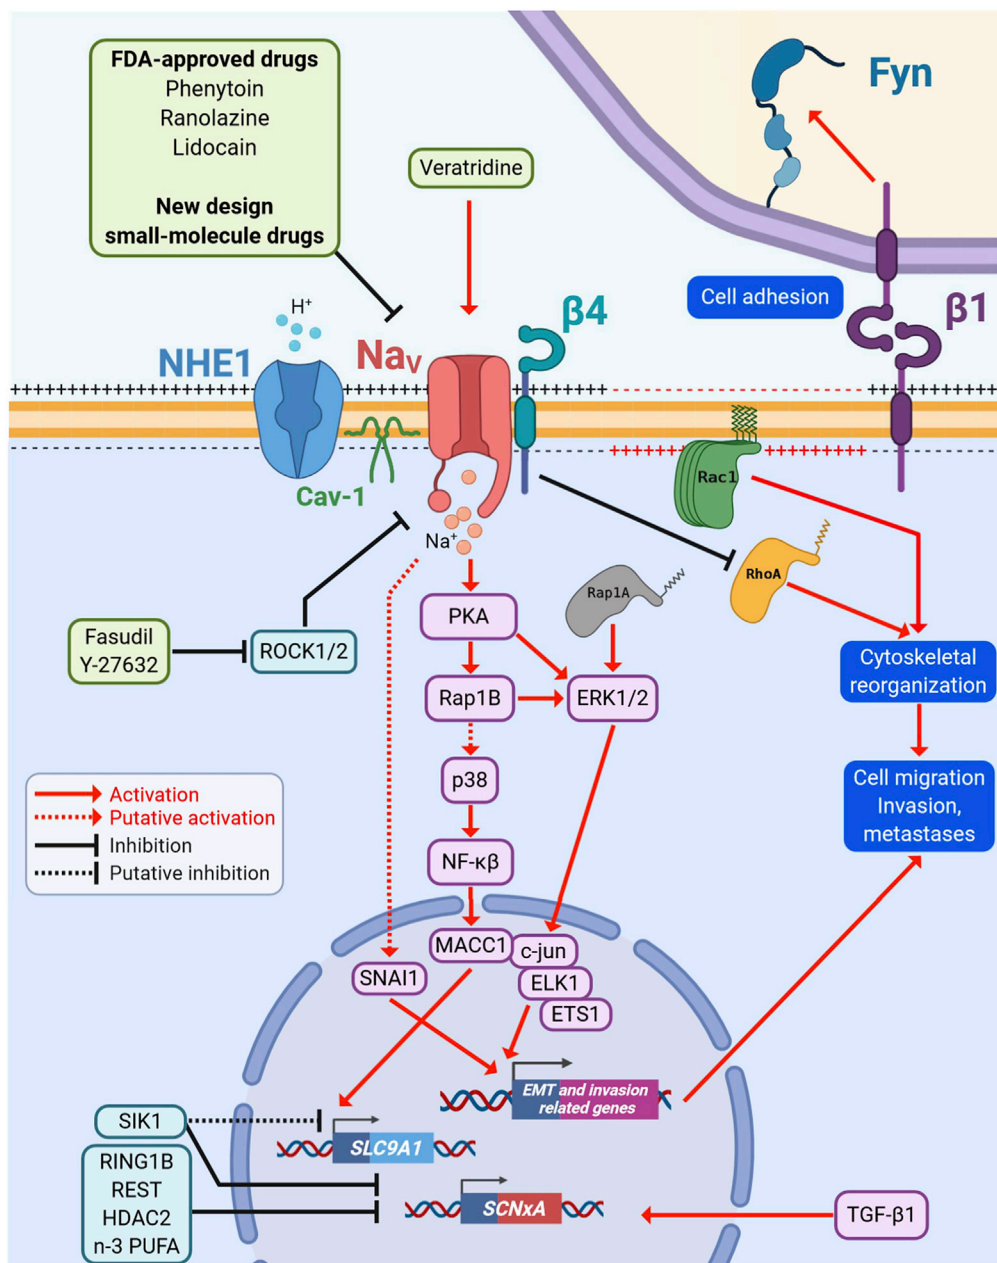 FDA-approved drugs
Phenytoin
Ranolazine
Lidocain
New design
small-molecule drugs
Veratridine
Fyn
Cell adhesion
β1
β4
H⁺
NHE1
Naᵥ
++++++++++++++++++++++++++++++++++++++++
Cav-1
Na⁺
Rac1
RhoA
Rap1A
Fasudil
Y-27632
ROCK1/2
PKA
Rap1B
ERK1/2
Cytoskeletal
reorganization
p38
Cell migration
Invasion,
metastases
Activation
Putative activation
Inhibition
Putative inhibition
NF-κβ
MACC1
c-jun
SNAI1
ELK1
ETS1
EMT and invasion
related genes
SIK1
SLC9A1
RING1B
REST
HDAC2
n-3 PUFA
SCNxA
TGF-β1